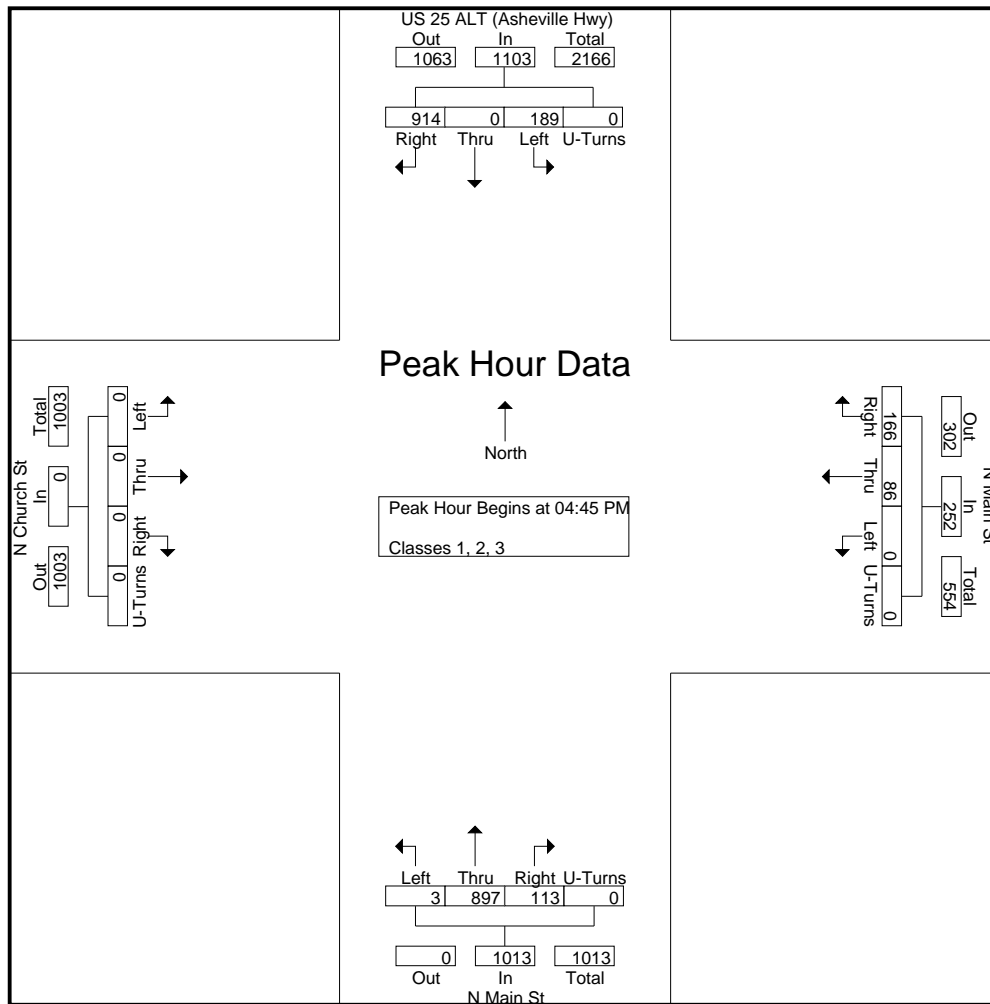 US 25 ALT (Asheville Hwy)
Out In Total
1063 1103 2166
914 0 189 0
Right Thru Left U-Turns
Peak Hour Data
North
Peak Hour Begins at 04:45 PM
Classes 1, 2, 3
N Church St
Total In Out
1003 0 1003
0 0 0 0
Left Thru Right U-Turns
N Main St
Out In Total
302 252 554
166 86 0 0
Right Thru Left U-Turns
Left Thru Right U-Turns
3 897 113 0
0 1013 1013
Out In Total
N Main St